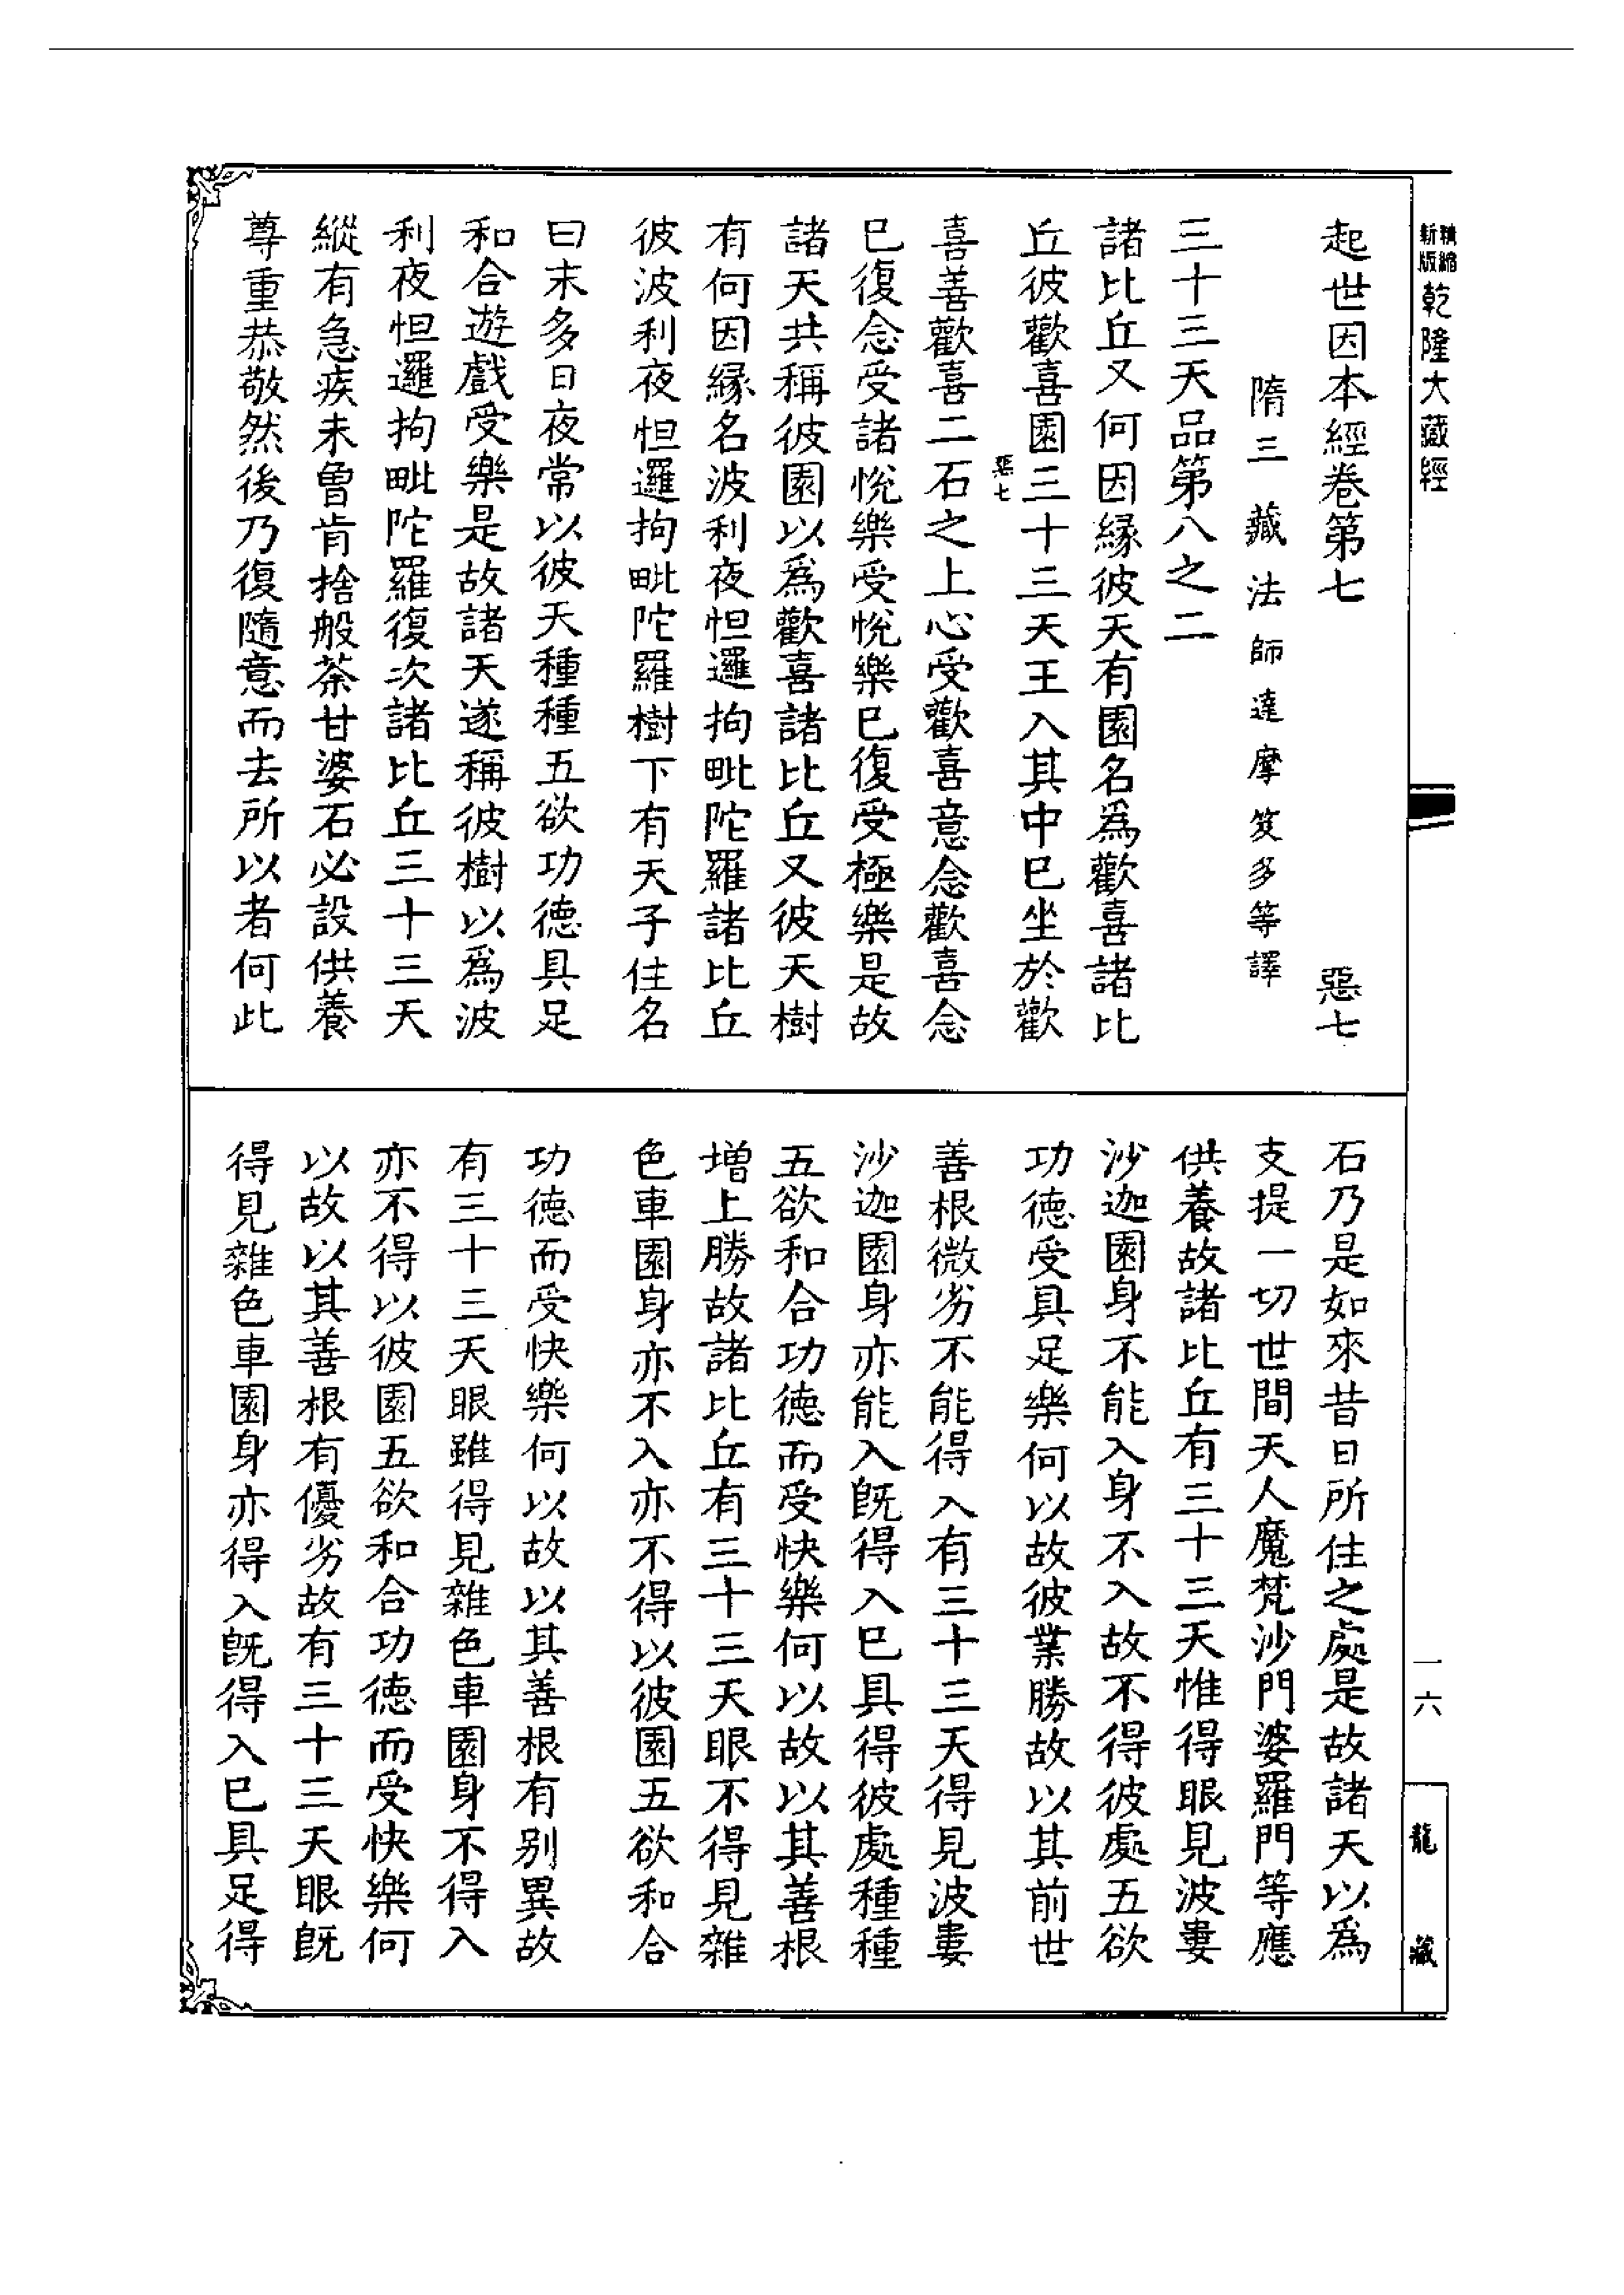 精縮
新版
乾隆大藏經
起世因本經卷第七　惡七
隋三藏法師達摩笈多等譯
三十三天品第八之二
諸比丘又何因緣彼天有園名爲歡喜諸比
丘彼歡喜園三十三天王入其中巳坐於歡
惡七
喜善歡喜二石之上心受歡喜意念歡喜念
巳復念受諸悅樂受悅樂巳復受極樂是故
諸天共稱彼園以爲歡喜諸比丘又彼天樹
有何因緣名波利夜怛邏拘毗陀羅諸比丘
彼波利夜怛邏拘毗陀羅樹下有天子住名
曰末多日夜常以彼天種種五欲功德具足
和合遊戲受樂是故諸天遂稱彼樹以爲波
利夜怛邏拘毗陀羅復次諸比丘三十三天
縱有急疾未曾肯捨般茶甘婆石必設供養
尊重恭敬然後乃復隨意而去所以者何此
石乃是如來昔日所住之處是故諸天以爲
支提一切世間天人魔梵沙門婆羅門等應
供養故諸比丘有三十三天惟得眼見波婁
沙迦園身不能入身不入故不得彼處五欲
功德受具足樂何以故彼業勝故以其前世
善根微劣不能得入有三十三天得見波婁
沙迦園身亦能入旣得入巳具得彼處種種
五欲和合功德而受快樂何以故以其善根
增上勝故諸比丘有三十三天眼不得見雜
色車園身亦不入亦不得以彼園五欲和合
功德而受快樂何以故以其善根有別異故
有三十三天眼雖得見雜色車園身不得入
亦不得以彼園五欲和合功德而受快樂何
以故以其善根有優劣故有三十三天眼旣
得見雜色車園身亦得入旣得入巳具足得
一六
龍藏